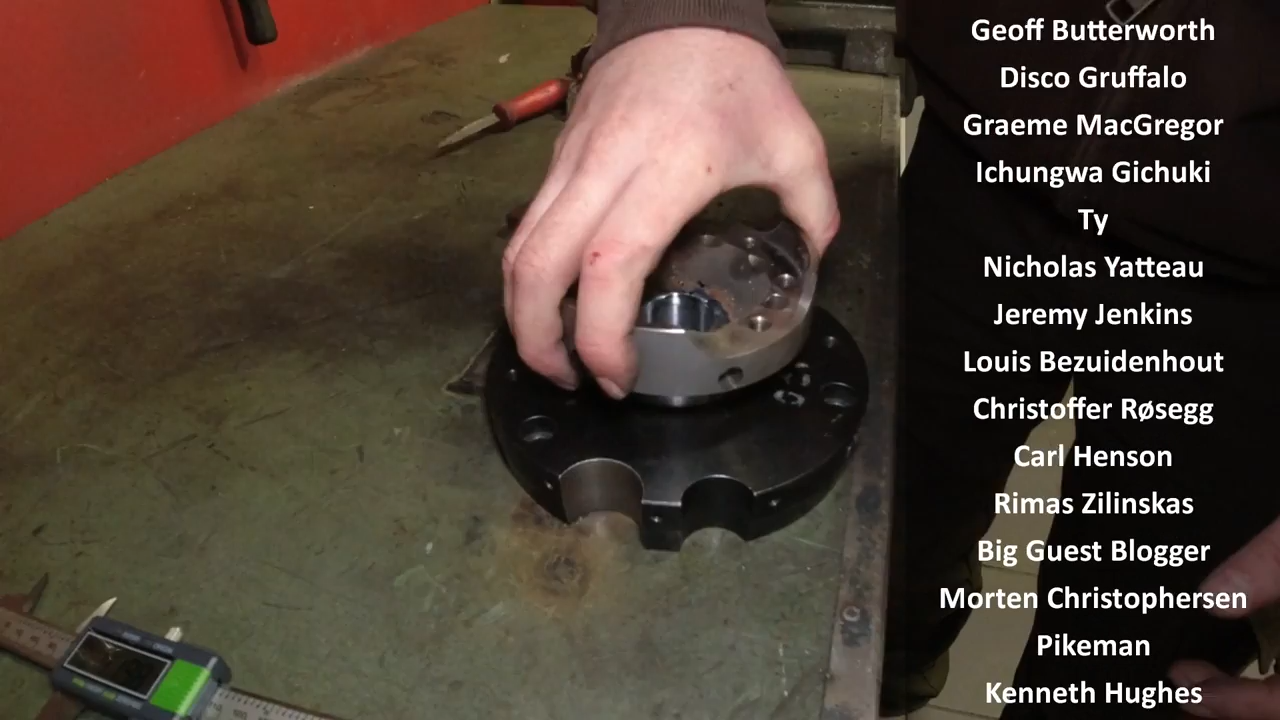 Geoff Butterworth
Disco Gruffalo
Graeme MacGregor
Ichungwa Gichuki
Ty
Nicholas Yatteau
Jeremy Jenkins
Louis Bezuidenhout
Christoffer Røsegg
Carl Henson
Rimas Zilinskas
Big Guest Blogger
Morten Christophersen
Pikeman
Kenneth Hughes